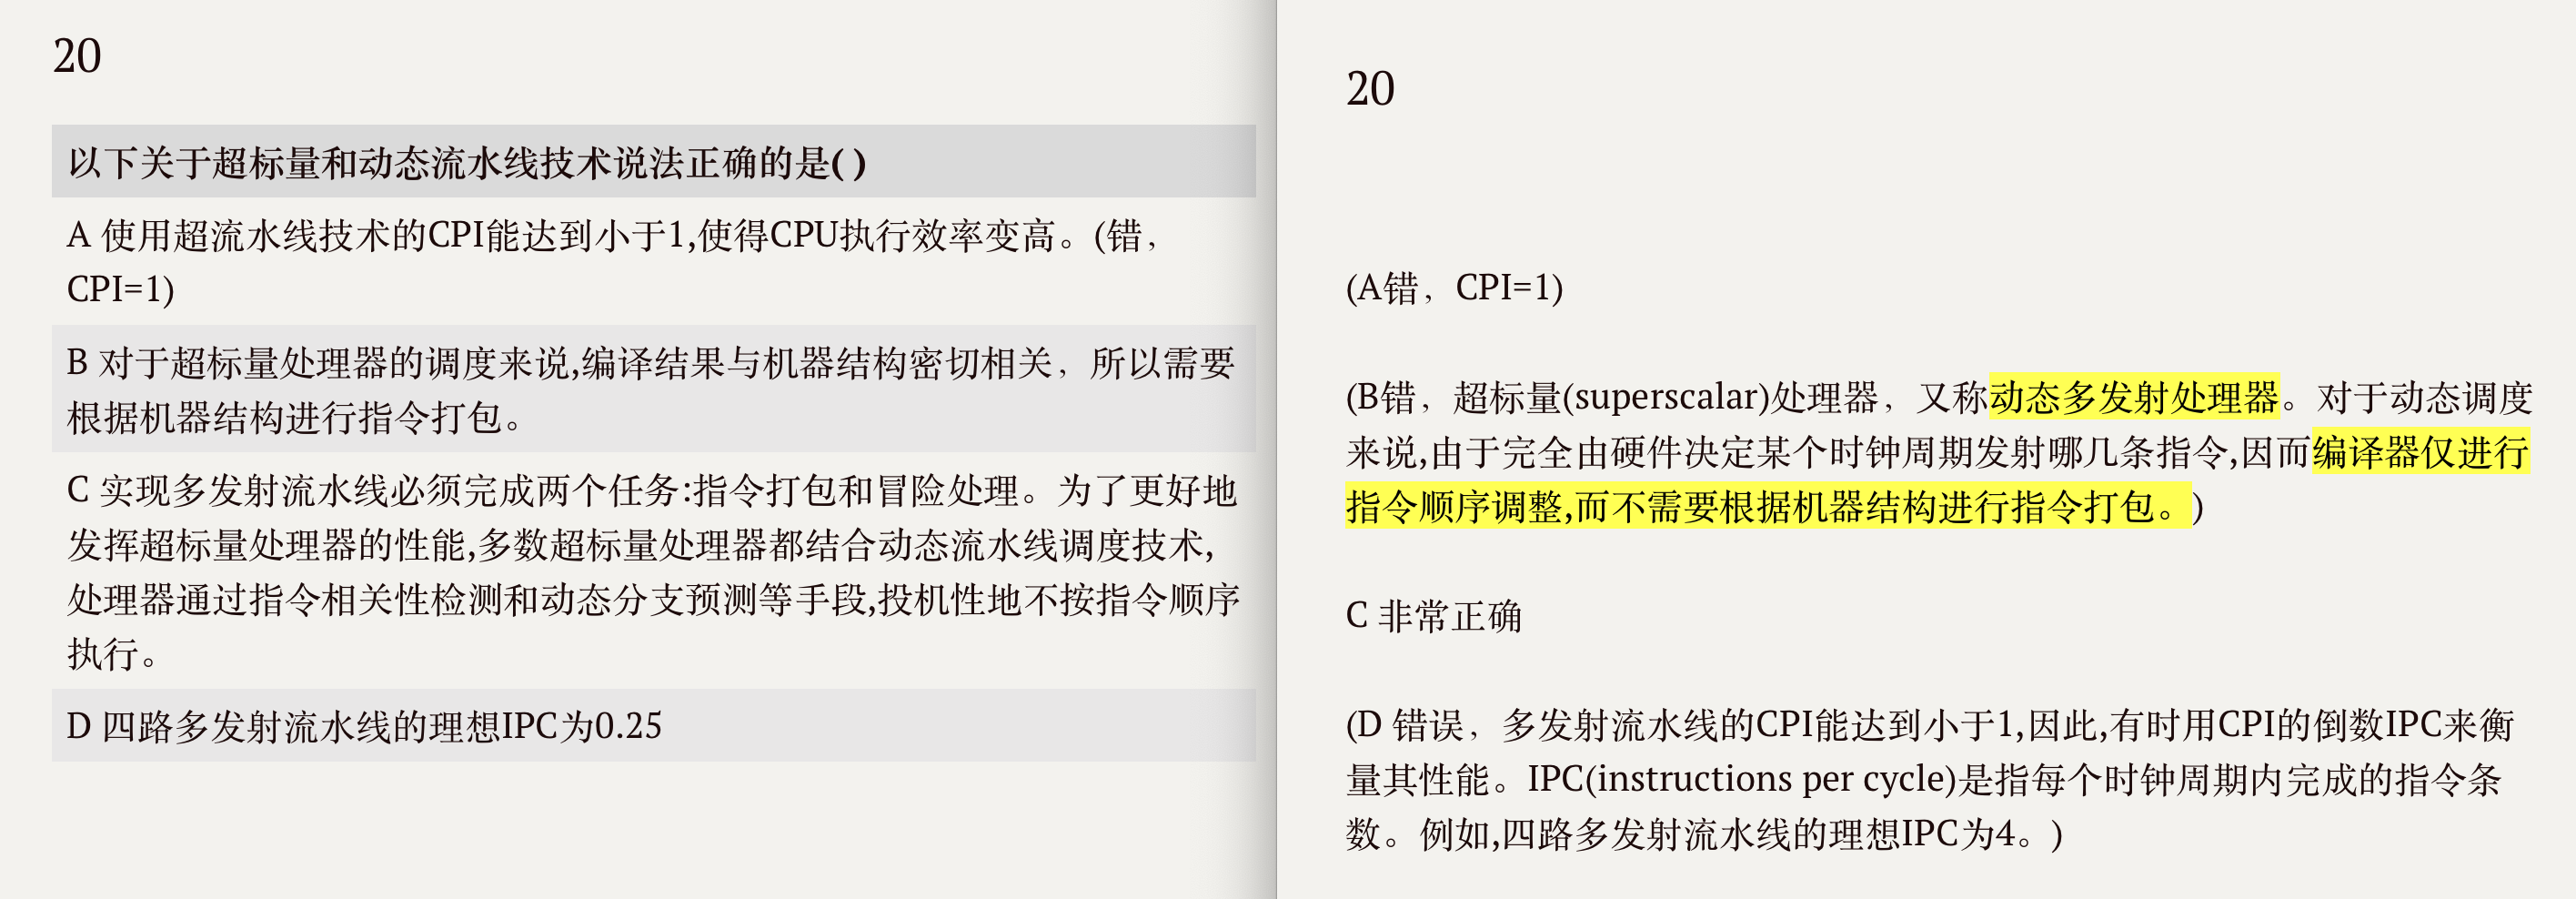 20
以下关于超标量和动态流水线技术说法正确的是( )
A 使用超流水线技术的CPI能达到小于1,使得CPU执行效率变高。(错，
CPI=1)
B 对于超标量处理器的调度来说,编译结果与机器结构密切相关，所以需要
根据机器结构进行指令打包。
C 实现多发射流水线必须完成两个任务:指令打包和冒险处理。为了更好地
发挥超标量处理器的性能,多数超标量处理器都结合动态流水线调度技术,
处理器通过指令相关性检测和动态分支预测等手段,投机性地不按指令顺序
执行。
D 四路多发射流水线的理想IPC为0.25
20
(A错，CPI=1)
(B错，超标量(superscalar)处理器，又称动态多发射处理器。对于动态调度
来说,由于完全由硬件决定某个时钟周期发射哪几条指令,因而编译器仅进行
指令顺序调整,而不需要根据机器结构进行指令打包。)
C 非常正确
(D 错误，多发射流水线的CPI能达到小于1,因此,有时用CPI的倒数IPC来衡
量其性能。IPC(instructions per cycle)是指每个时钟周期内完成的指令条
数。例如,四路多发射流水线的理想IPC为4。)